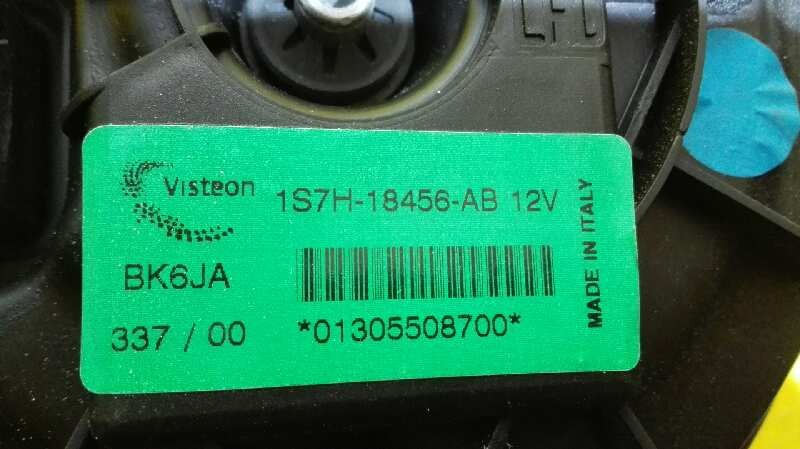 Visteon
1S7H-18456-AB 12V
BK6JA
337 / 00
*01305508700*
MADE IN ITALY